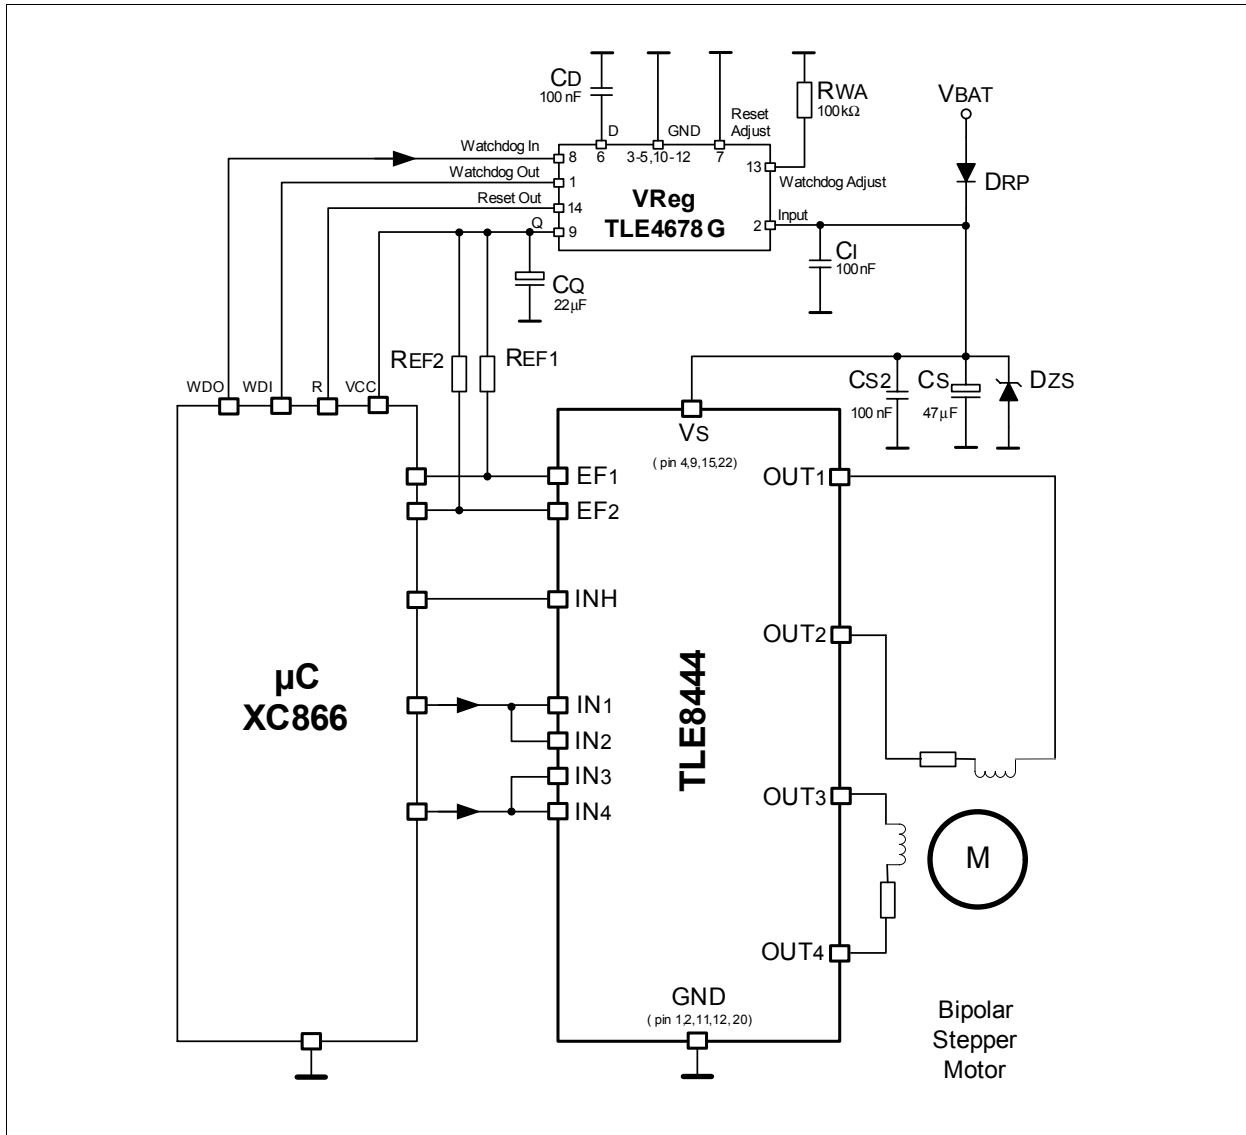 CD
100 nF
RWA
100kΩ
VBAT
D
GND
Reset
Adjust
DRP
Watchdog In
8
6
3-5,10-12
7
13
Watchdog Adjust
Watchdog Out
1
VReg
TLE4678 G
Reset Out
14
Q
9
2
Input
CI
100nF
CQ
22µF
REF2
REF1
WDO
WDI
R
VCC
CS2
100 nF
CS
47µF
DZS
VS
( pin 4,9,15,22)
EF1
OUT1
EF2
INH
OUT2
µC
XC866
TLE8444
IN1
IN2
IN3
IN4
OUT3
M
OUT4
GND
( pin 1,2,11,12, 20)
Bipolar
Stepper
Motor